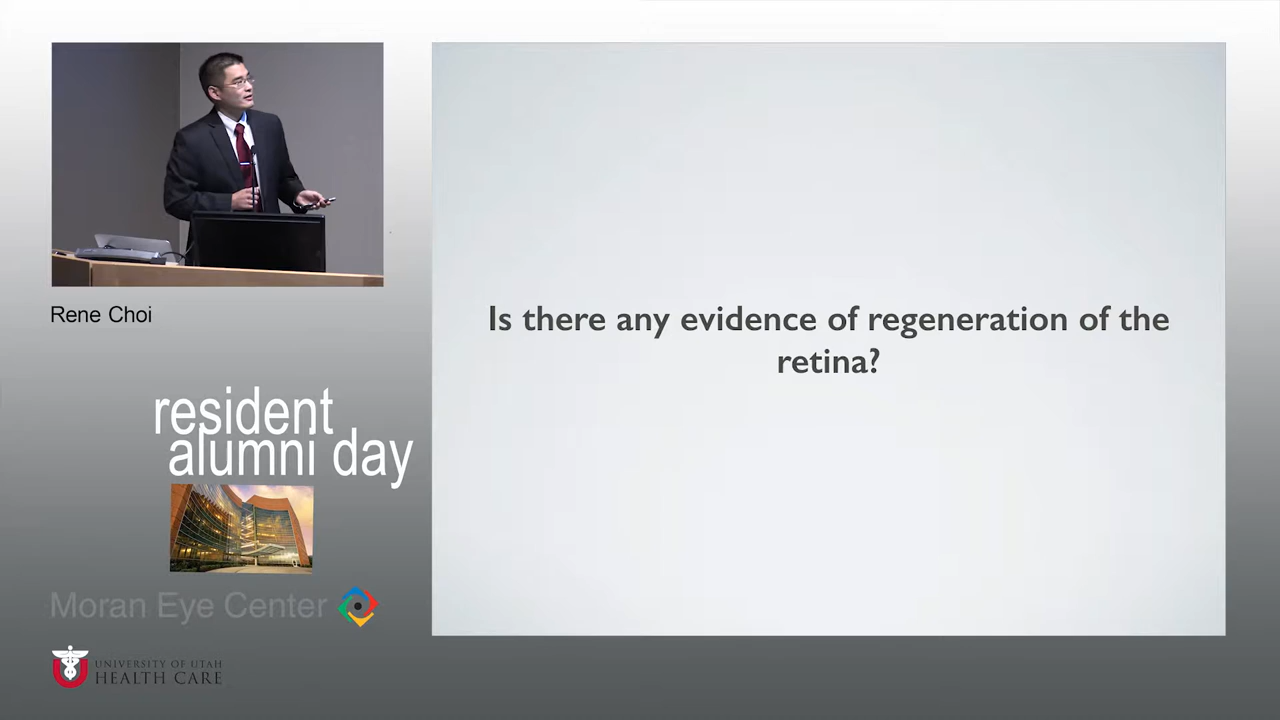 Rene Choi
resident
alumni day
Moran Eye Center
UNIVERSITY OF UTAH
HEALTH CARE
Is there any evidence of regeneration of the
retina?